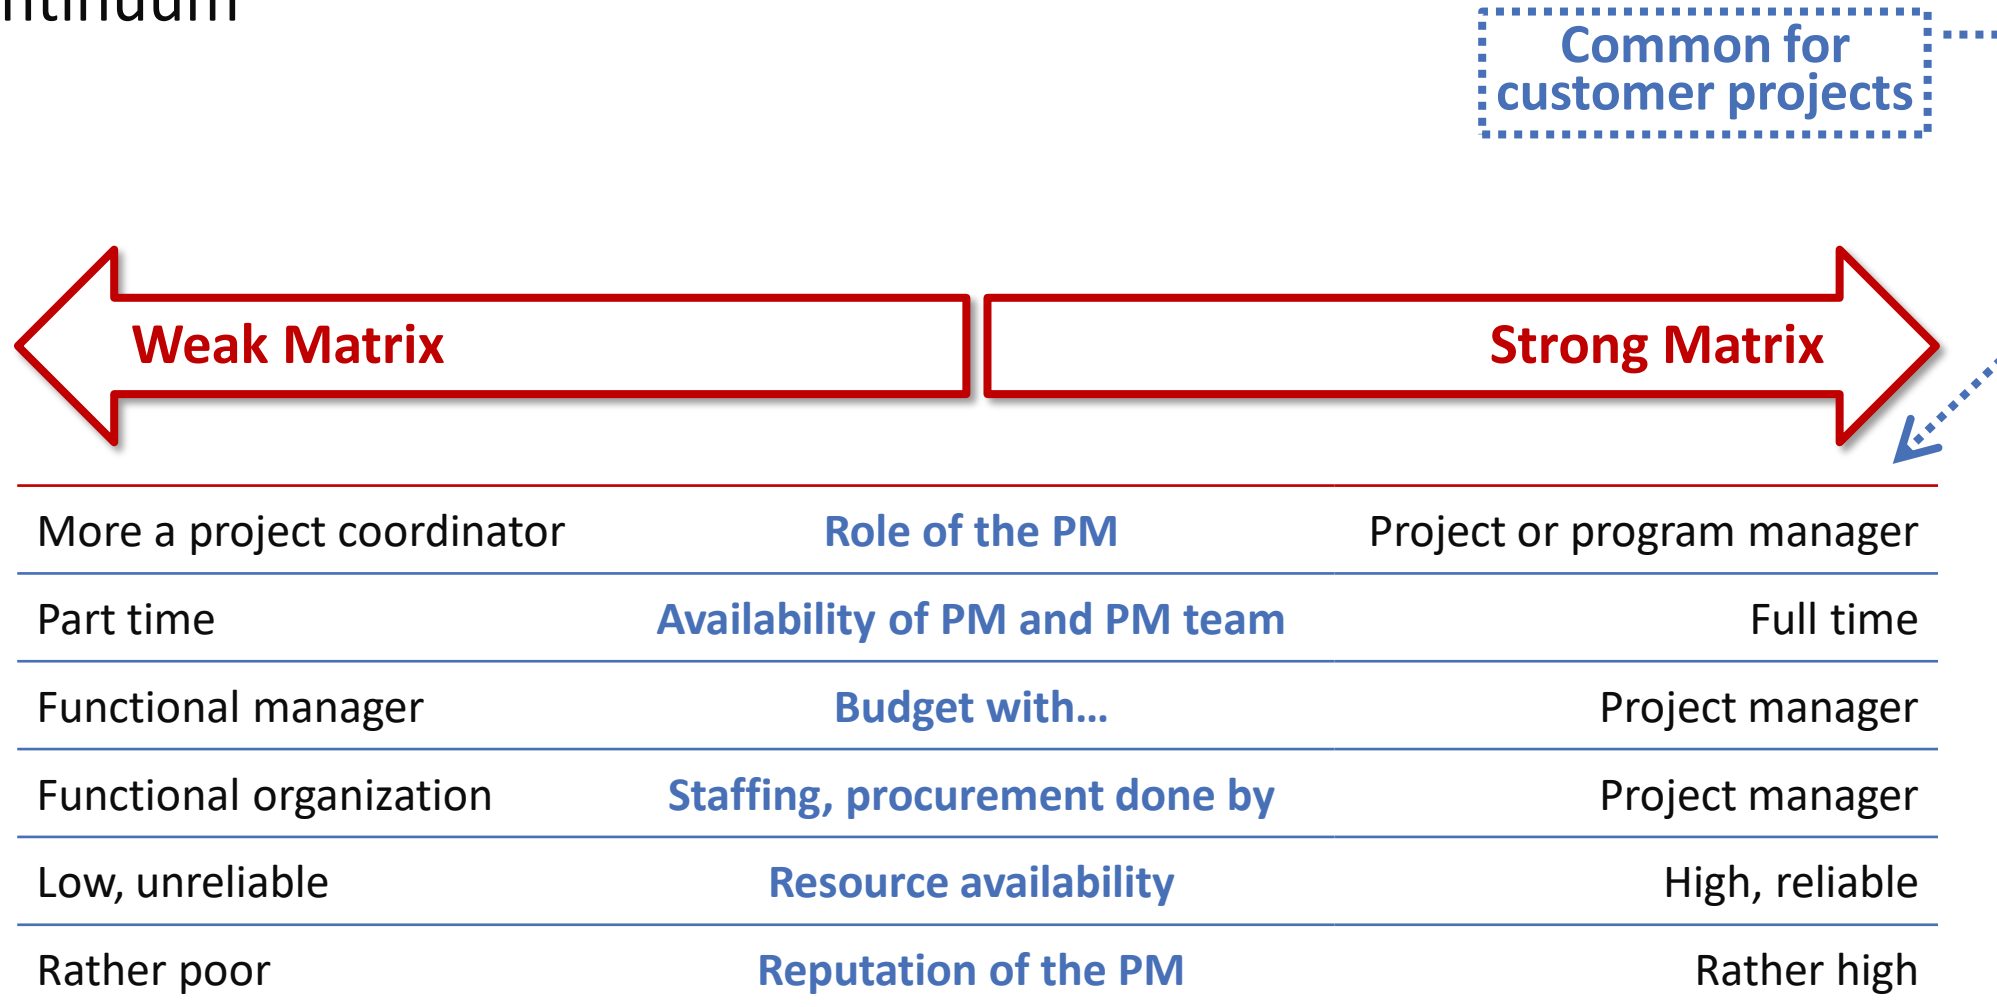 Common for
customer projects
Weak Matrix
Strong Matrix
More a project coordinator Role of the PM Project or program manager
Part time Availability of PM and PM team Full time
Functional manager Budget with... Project manager
Functional organization Staffing, procurement done by Project manager
Low, unreliable Resource availability High, reliable
Rather poor Reputation of the PM Rather high